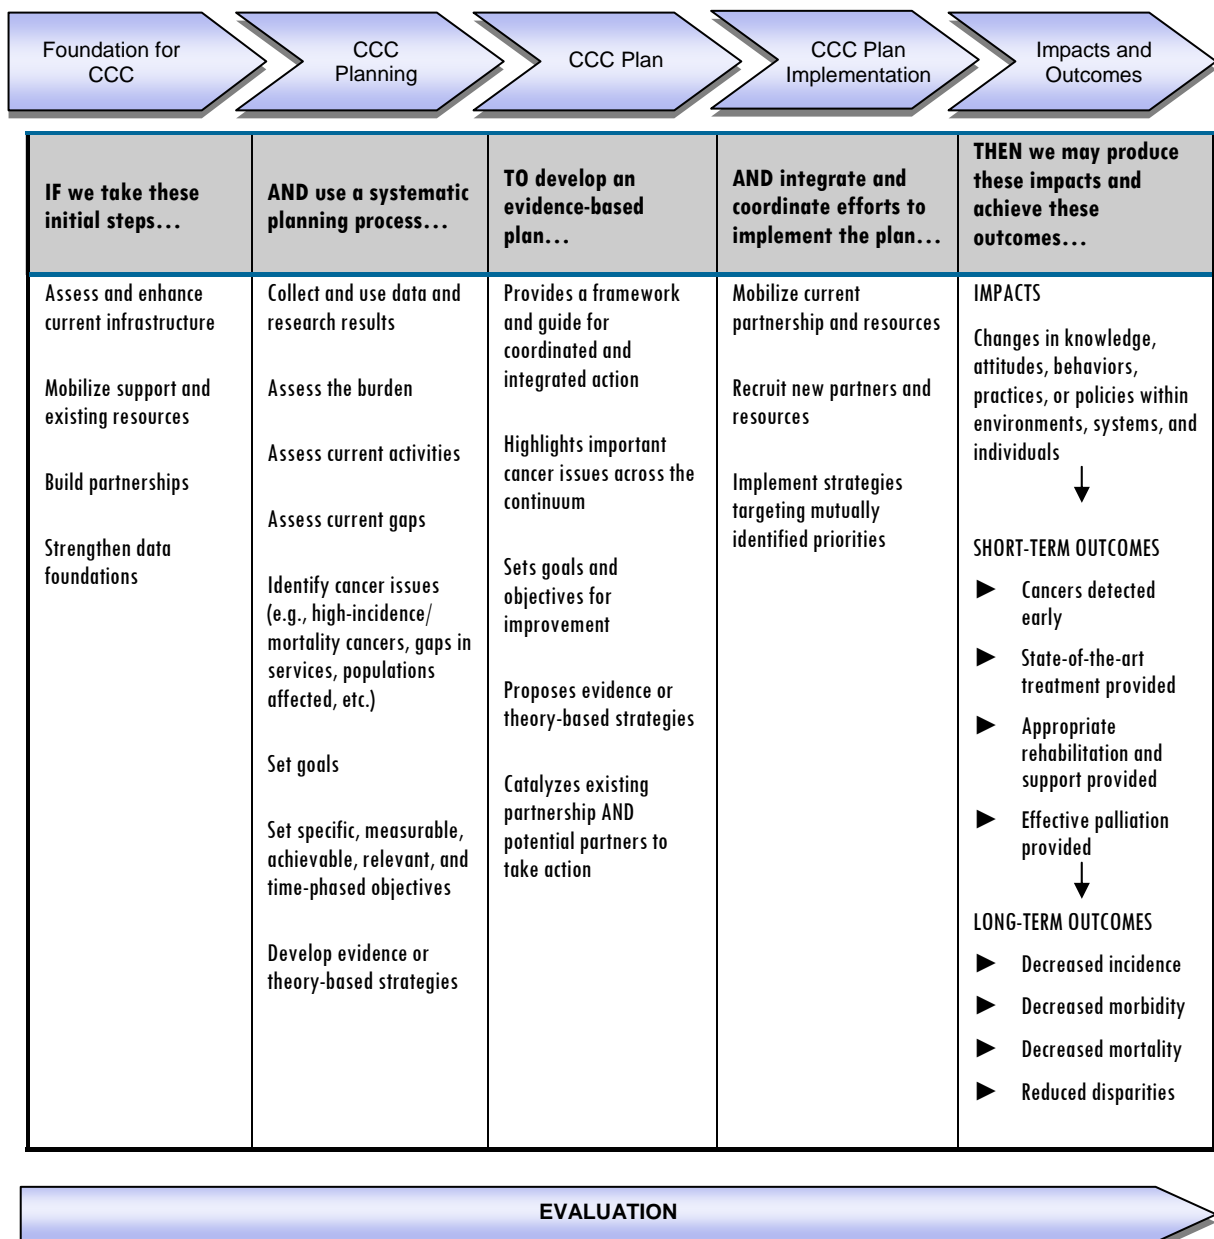 Foundation for
CCC
CCC
Planning
CCC Plan
CCC Plan
Implementation
Impacts and
Outcomes
IF we take these
initial steps...
AND use a systematic
planning process...
TO develop an
evidence-based
plan...
AND integrate and
coordinate efforts to
implement the plan...
THEN we may produce
these impacts and
achieve these
outcomes...
Assess and enhance
current infrastructure
Mobilize support and
existing resources
Build partnerships
Strengthen data
foundations
Collect and use data and
research results
Assess the burden
Assess current activities
Assess current gaps
Identify cancer issues
(e.g., high-incidence/
mortality cancers, gaps in
services, populations
affected, etc.)
Set goals
Set specific, measurable,
achievable, relevant, and
time-phased objectives
Develop evidence or
theory-based strategies
Provides a framework
and guide for
coordinated and
integrated action
Highlights important
cancer issues across the
continuum
Sets goals and
objectives for
improvement
Proposes evidence or
theory-based strategies
Catalyzes existing
partnership AND
potential partners to
take action
Mobilize current
partnership and resources
Recruit new partners and
resources
Implement strategies
targeting mutually
identified priorities
IMPACTS
Changes in knowledge,
attitudes, behaviors,
practices, or policies within
environments, systems, and
individuals
SHORT-TERM OUTCOMES
► Cancers detected
early
► State-of-the-art
treatment provided
► Appropriate
rehabilitation and
support provided
► Effective palliation
provided
LONG-TERM OUTCOMES
► Decreased incidence
► Decreased morbidity
► Decreased mortality
► Reduced disparities
EVALUATION